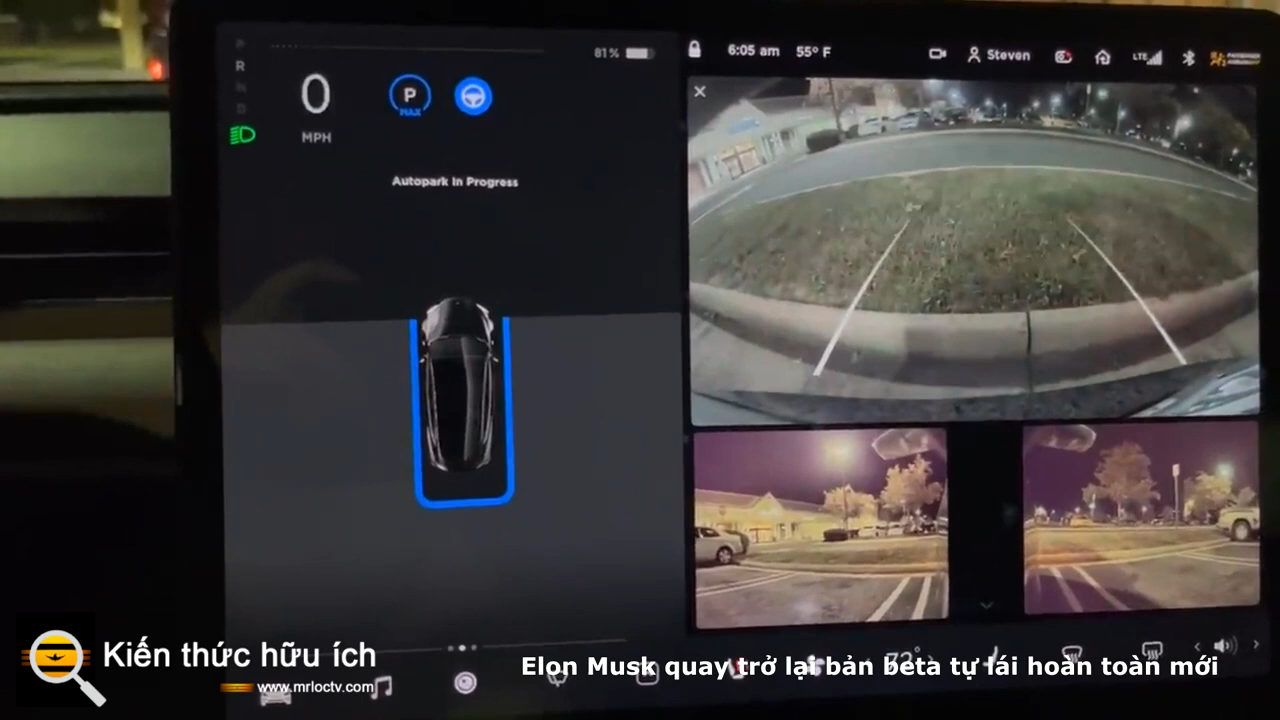 P
R
N
D
81%
6:05 am
55° F
Steven
LTE
0
MPH
P
MAX
Autopark In Progress
Kiến thức hữu ích
www.mrloctv.com
Elon Musk quay trở lại bản beta tự lái hoàn toàn mới